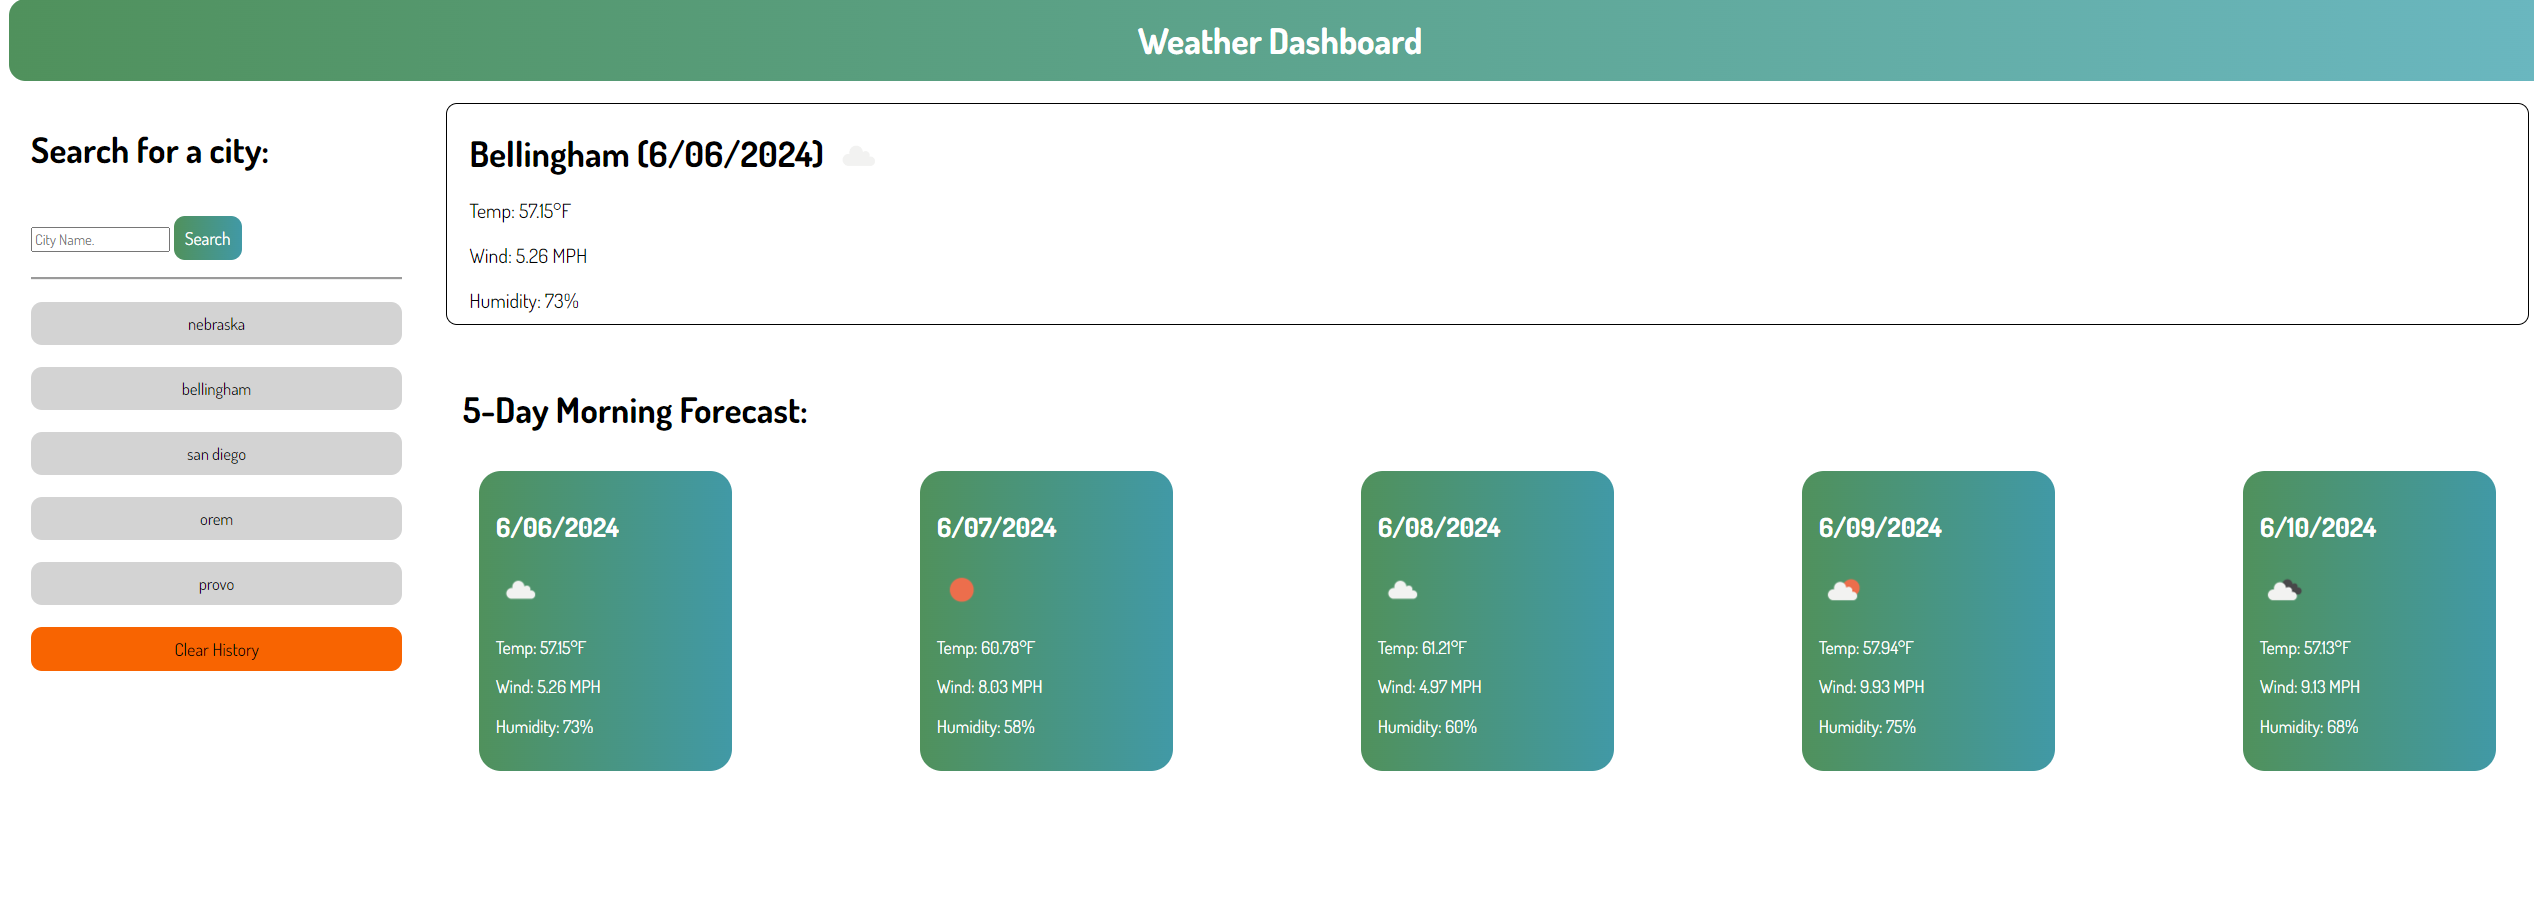 Weather Dashboard
Search for a city:
City Name.
Search
nebraska
bellingham
san diego
orem
provo
Clear History
Bellingham (6/06/2024)
Temp: 57.15°F
Wind: 5.26 MPH
Humidity: 73%
5-Day Morning Forecast:
6/06/2024
Temp: 57.15°F
Wind: 5.26 MPH
Humidity: 73%
6/07/2024
Temp: 60.78°F
Wind: 8.03 MPH
Humidity: 58%
6/08/2024
Temp: 61.21°F
Wind: 4.97 MPH
Humidity: 60%
6/09/2024
Temp: 57.94°F
Wind: 9.93 MPH
Humidity: 75%
6/10/2024
Temp: 57.13°F
Wind: 9.13 MPH
Humidity: 68%